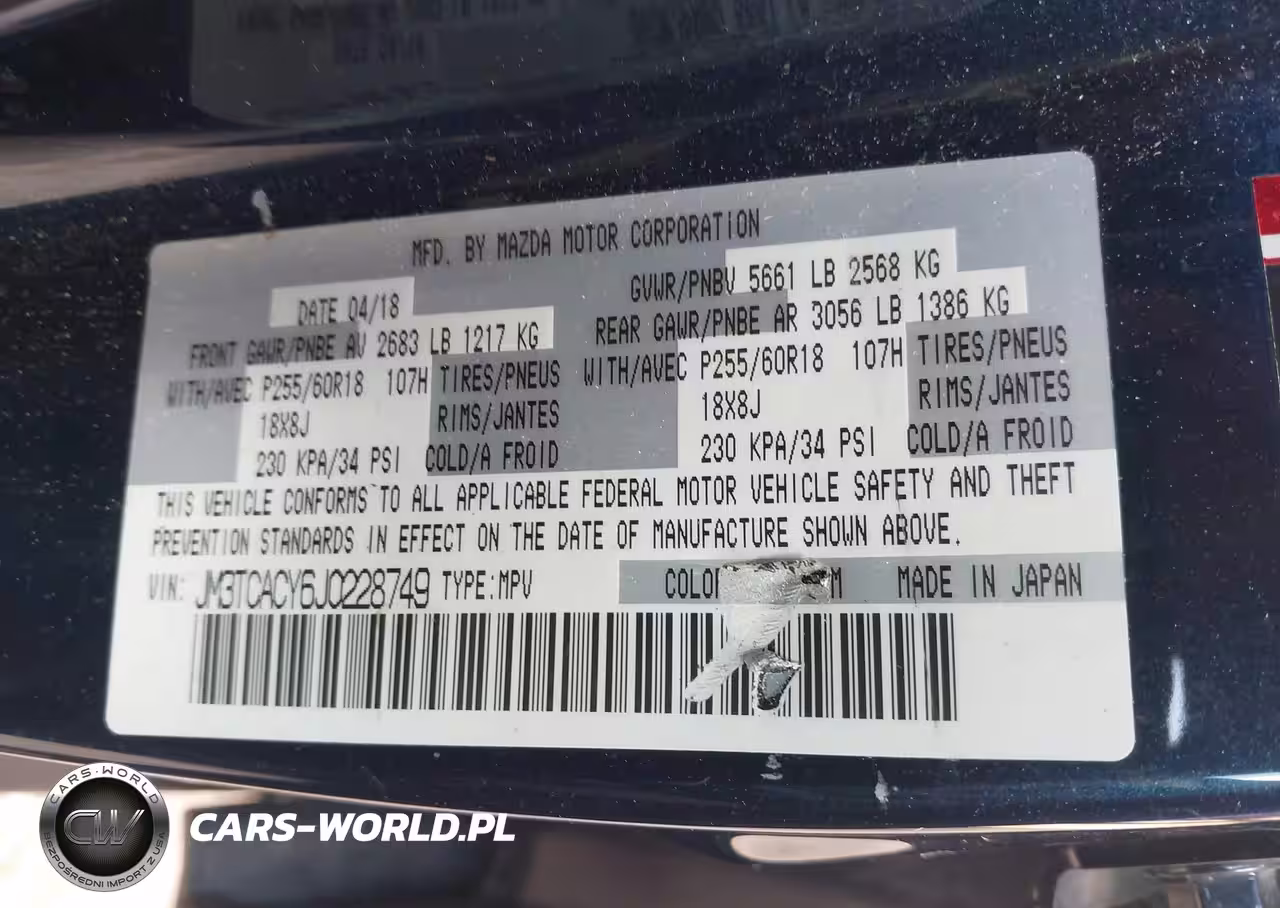 MFD. BY MAZDA MOTOR CORPORATION
DATE 04/18
GVWR/PNBV 5661 LB 2568 KG
FRONT GAWR/PNBE AV 2683 LB 1217 KG
REAR GAWR/PNBE AR 3056 LB 1386 KG
WITH/AVEC P255/60R18 107H TIRES/PNEUS
WITH/AVEC P255/60R18 107H TIRES/PNEUS
18X8J RIMS/JANTES
18X8J RIMS/JANTES
230 KPA/34 PSI COLD/A FROID
230 KPA/34 PSI COLD/A FROID
THIS VEHICLE CONFORMS TO ALL APPLICABLE FEDERAL MOTOR VEHICLE SAFETY AND THEFT
PREVENTION STANDARDS IN EFFECT ON THE DATE OF MANUFACTURE SHOWN ABOVE.
VIN: JM3TCACY6J0228749 TYPE:MPV MADE IN JAPAN
CARS-WORLD
CW
BEZPOŚREDNI IMPORT Z USA
CARS-WORLD.PL